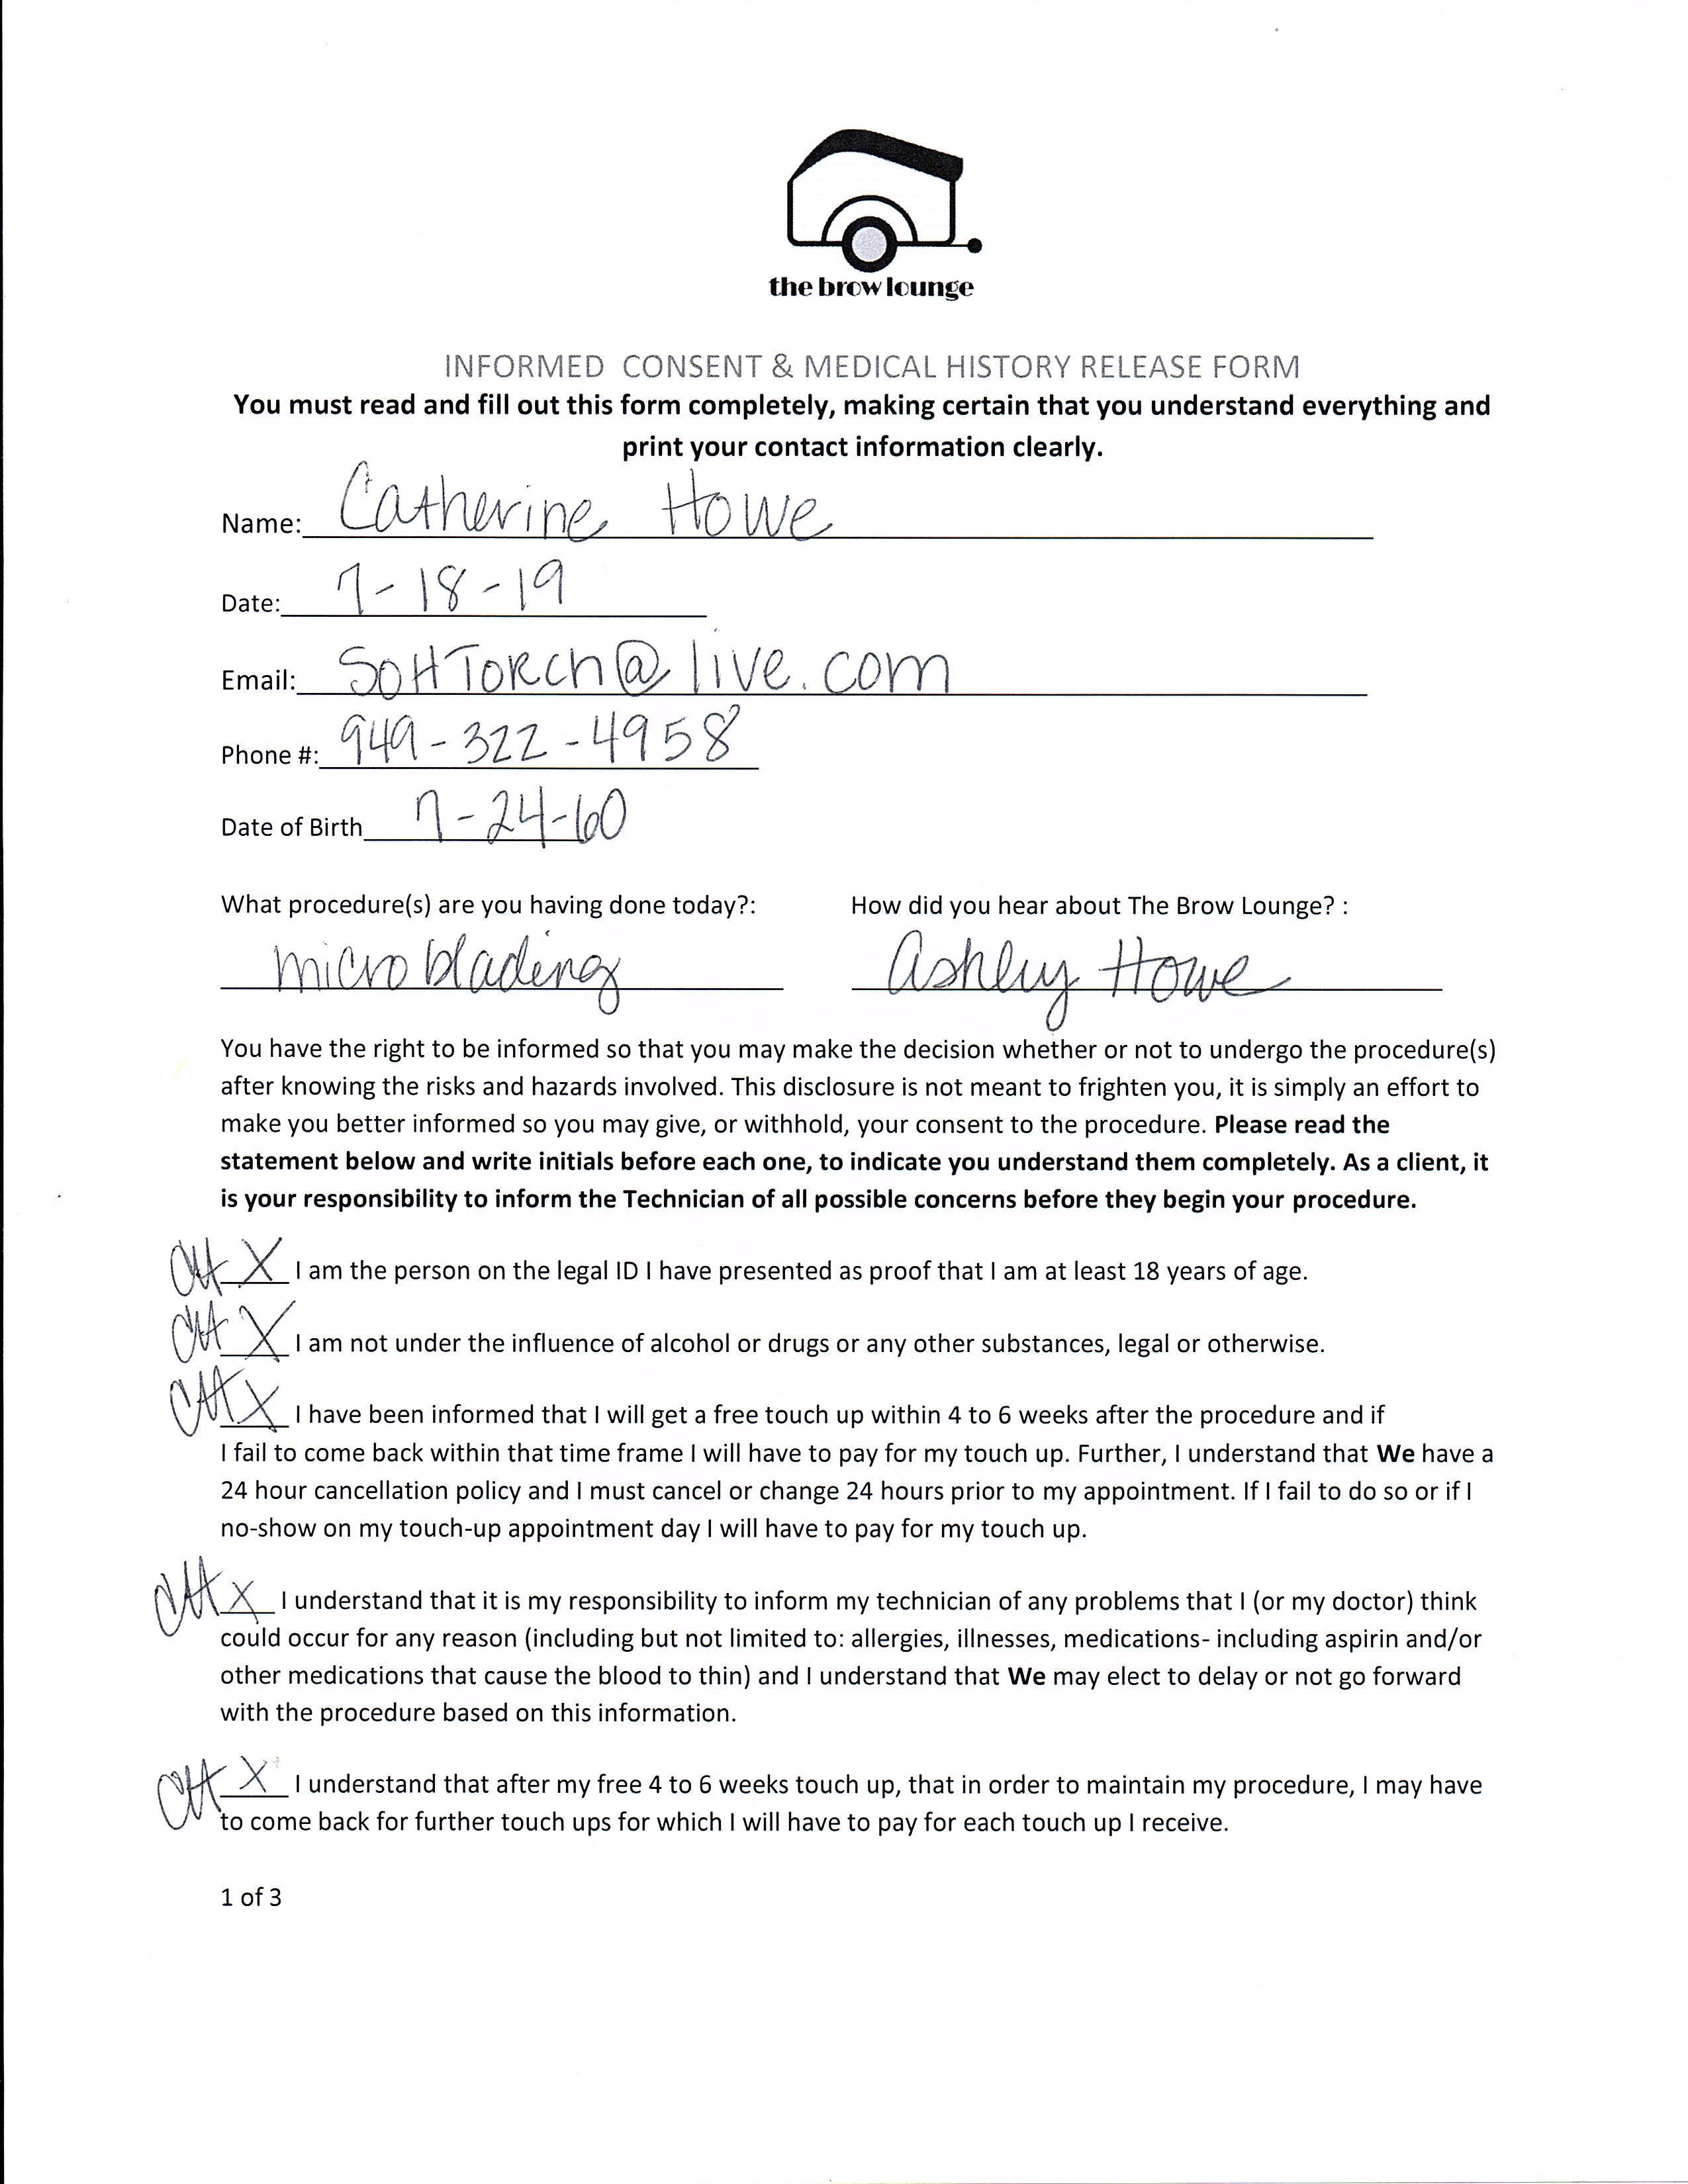 the brow lounge
INFORMED CONSENT & MEDICAL HISTORY RELEASE FORM
You must read and fill out this form completely, making certain that you understand everything and
print your contact information clearly.
Name: Catherine Howe
Date: 7-18-19
Email: SOHTORCh@live.com
Phone #: 949-322-4958
Date of Birth 7-24-60
What procedure(s) are you having done today?: How did you hear about The Brow Lounge? :
microblading Ashley Howe
You have the right to be informed so that you may make the decision whether or not to undergo the procedure(s)
after knowing the risks and hazards involved. This disclosure is not meant to frighten you, it is simply an effort to
make you better informed so you may give, or withhold, your consent to the procedure. Please read the
statement below and write initials before each one, to indicate you understand them completely. As a client, it
is your responsibility to inform the Technician of all possible concerns before they begin your procedure.
CH X I am the person on the legal ID I have presented as proof that I am at least 18 years of age.
CH X I am not under the influence of alcohol or drugs or any other substances, legal or otherwise.
CH X I have been informed that I will get a free touch up within 4 to 6 weeks after the procedure and if
I fail to come back within that time frame I will have to pay for my touch up. Further, I understand that We have a
24 hour cancellation policy and I must cancel or change 24 hours prior to my appointment. If I fail to do so or if I
no-show on my touch-up appointment day I will have to pay for my touch up.
CH X I understand that it is my responsibility to inform my technician of any problems that I (or my doctor) think
could occur for any reason (including but not limited to: allergies, illnesses, medications- including aspirin and/or
other medications that cause the blood to thin) and I understand that We may elect to delay or not go forward
with the procedure based on this information.
CH X I understand that after my free 4 to 6 weeks touch up, that in order to maintain my procedure, I may have
to come back for further touch ups for which I will have to pay for each touch up I receive.
1 of 3